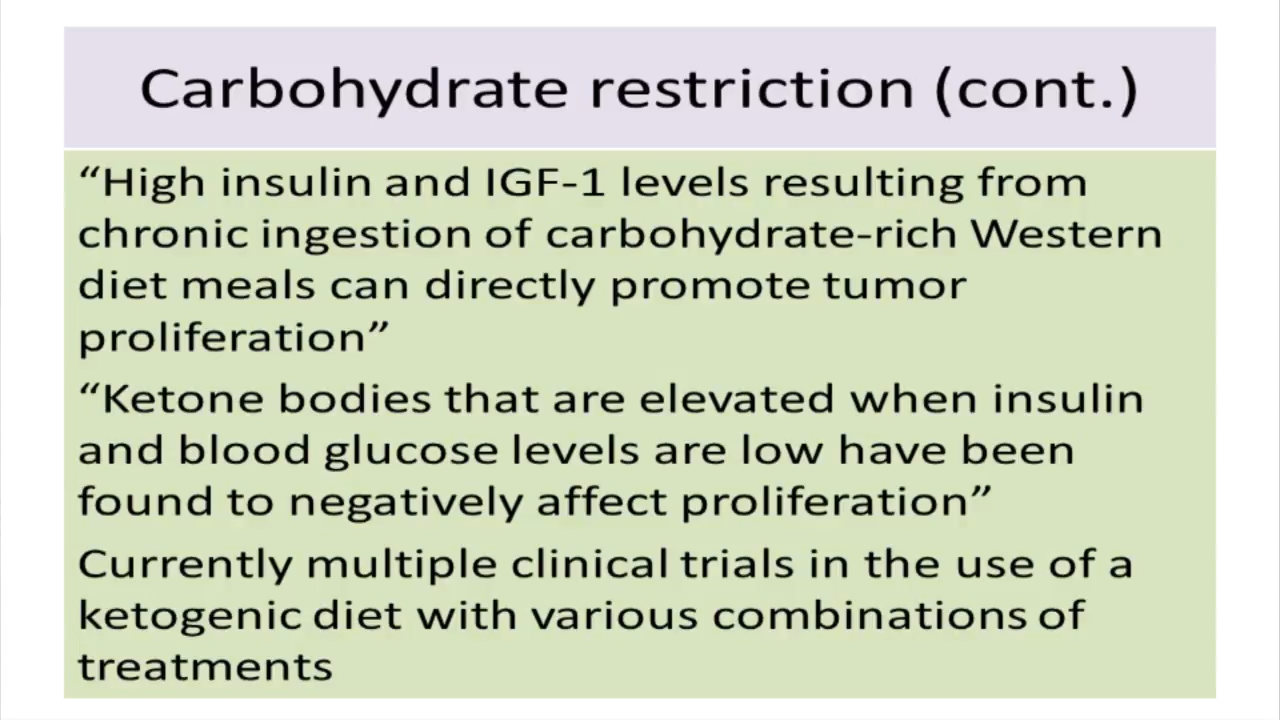 Carbohydrate restriction (cont.)
“High insulin and IGF-1 levels resulting from
chronic ingestion of carbohydrate-rich Western
diet meals can directly promote tumor
proliferation”
“Ketone bodies that are elevated when insulin
and blood glucose levels are low have been
found to negatively affect proliferation”
Currently multiple clinical trials in the use of a
ketogenic diet with various combinations of
treatments